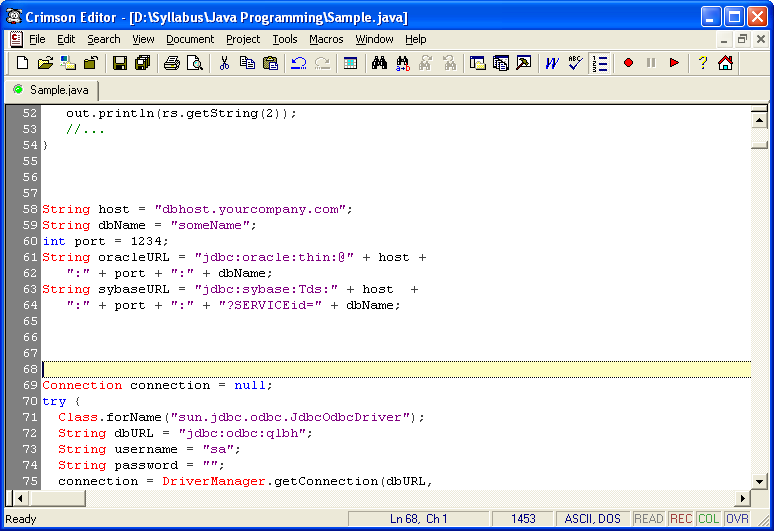 Crimson Editor - [D:\Syllabus\Java Programming\Sample.java]
File Edit Search View Document Project Tools Macros Window Help
Sample.java
52 out.println(rs.getString(2));
53 //...
54 }
55
56
57
58 String host = "dbhost.yourcompany.com";
59 String dbName = "someName";
60 int port = 1234;
61 String oracleURL = "jdbc:oracle:thin:@" + host +
62 ":" + port + ":" + dbName;
63 String sybaseURL = "jdbc:sybase:Tds:" + host +
64 ":" + port + ":" + "?SERVICEid=" + dbName;
65
66
67
68
69 Connection connection = null;
70 try {
71 Class.forName("sun.jdbc.odbc.JdbcOdbcDriver");
72 String dbURL = "jdbc:odbc:qlbh";
73 String username = "sa";
74 String password = "";
75 connection = DriverManager.getConnection(dbURL,
Ready Ln 68, Ch 1 1453 ASCII, DOS READ REC COL OVR